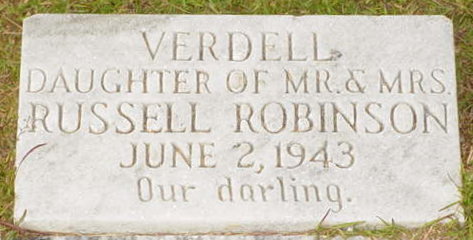 VERDELL
DAUGHTER OF MR. & MRS.
RUSSELL ROBINSON
JUNE 2, 1943
Our darling.